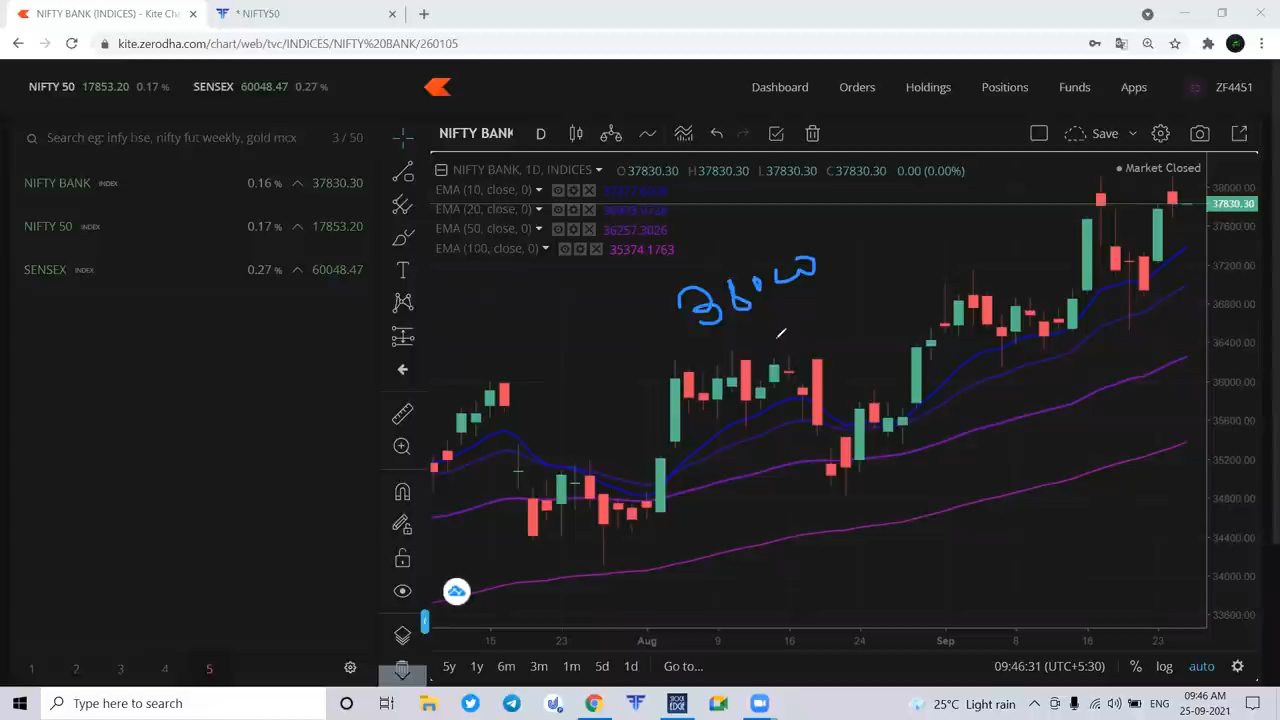 NIFTY BANK (INDICES) - Kite Cha
* NIFTY50
kite.zerodha.com/chart/web/tvc/INDICES/NIFTY%20BANK/260105
NIFTY 50 17853.20 0.17 % SENSEX 60048.47 0.27 %
Dashboard Orders Holdings Positions Funds Apps ZF4451
Search eg: infy bse, nifty fut weekly, gold mcx 3 / 50
NIFTY BANK INDEX 0.16 % 37830.30
NIFTY 50 INDEX 0.17 % 17853.20
SENSEX INDEX 0.27 % 60048.47
NIFTY BANK D Save
NIFTY BANK, 1D, INDICES O37830.30 H37830.30 L37830.30 C37830.30 0.00 (0.00%)
Market Closed
EMA (10, close, 0)
EMA (20, close, 0)
EMA (50, close, 0) 36257.3026
EMA (100, close, 0) 35374.1763
38000.00
37830.30
37600.00
37200.00
36800.00
36400.00
36000.00
35600.00
35200.00
34800.00
34400.00
34000.00
33600.00
15 23 Aug 9 16 24 Sep 8 16 23
1 2 3 4 5
5y 1y 6m 3m 1m 5d 1d Go to... 09:46:31 (UTC+5:30) % log auto
Type here to search
STOCK EDGE
25°C Light rain ENG
09:46 AM
25-09-2021